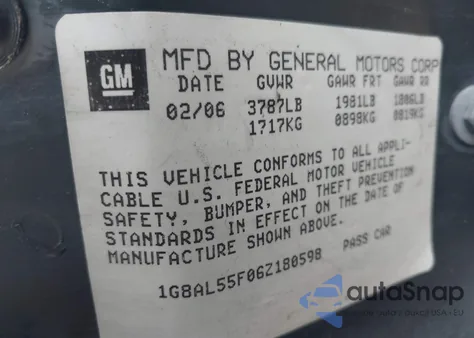 GM
MFD BY GENERAL MOTORS CORP
DATE GVWR GAWR FRT GAWR RR
02/06 3787LB 1981LB 1806LB
1717KG 0898KG 0819KG
THIS VEHICLE CONFORMS TO ALL APPLI-
CABLE U.S. FEDERAL MOTOR VEHICLE
SAFETY, BUMPER, AND THEFT PREVENTION
STANDARDS IN EFFECT ON THE DATE OF
MANUFACTURE SHOWN ABOVE.
1G8AL55F06Z180598 PASS CAR
autoSnap